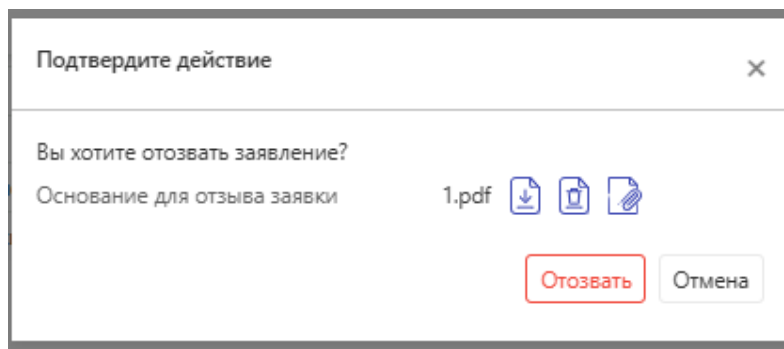 Подтвердите действие
Вы хотите отозвать заявление?
Основание для отзыва заявки 1.pdf
Отозвать Отмена